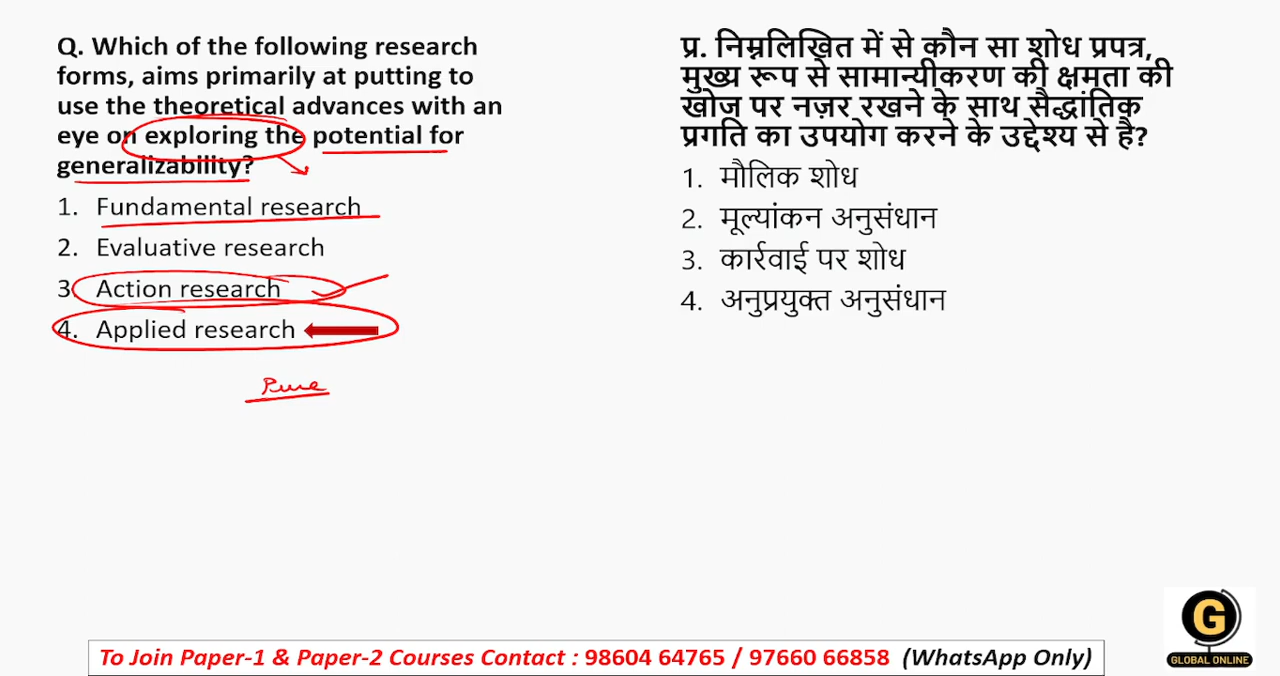 Q. Which of the following research
forms, aims primarily at putting to
use the theoretical advances with an
eye on exploring the potential for
generalizability?
1. Fundamental research
2. Evaluative research
3. Action research
4. Applied research
Pure
प्र. निम्नलिखित में से कौन सा शोध प्रपत्र,
मुख्य रूप से सामान्यीकरण की क्षमता की
खोज पर नज़र रखने के साथ सैद्धांतिक
प्रगति का उपयोग करने के उद्देश्य से है?
1. मौलिक शोध
2. मूल्यांकन अनुसंधान
3. कार्रवाई पर शोध
4. अनुप्रयुक्त अनुसंधान
To Join Paper-1 & Paper-2 Courses Contact : 98604 64765 / 97660 66858 (WhatsApp Only)
G
GLOBAL ONLINE